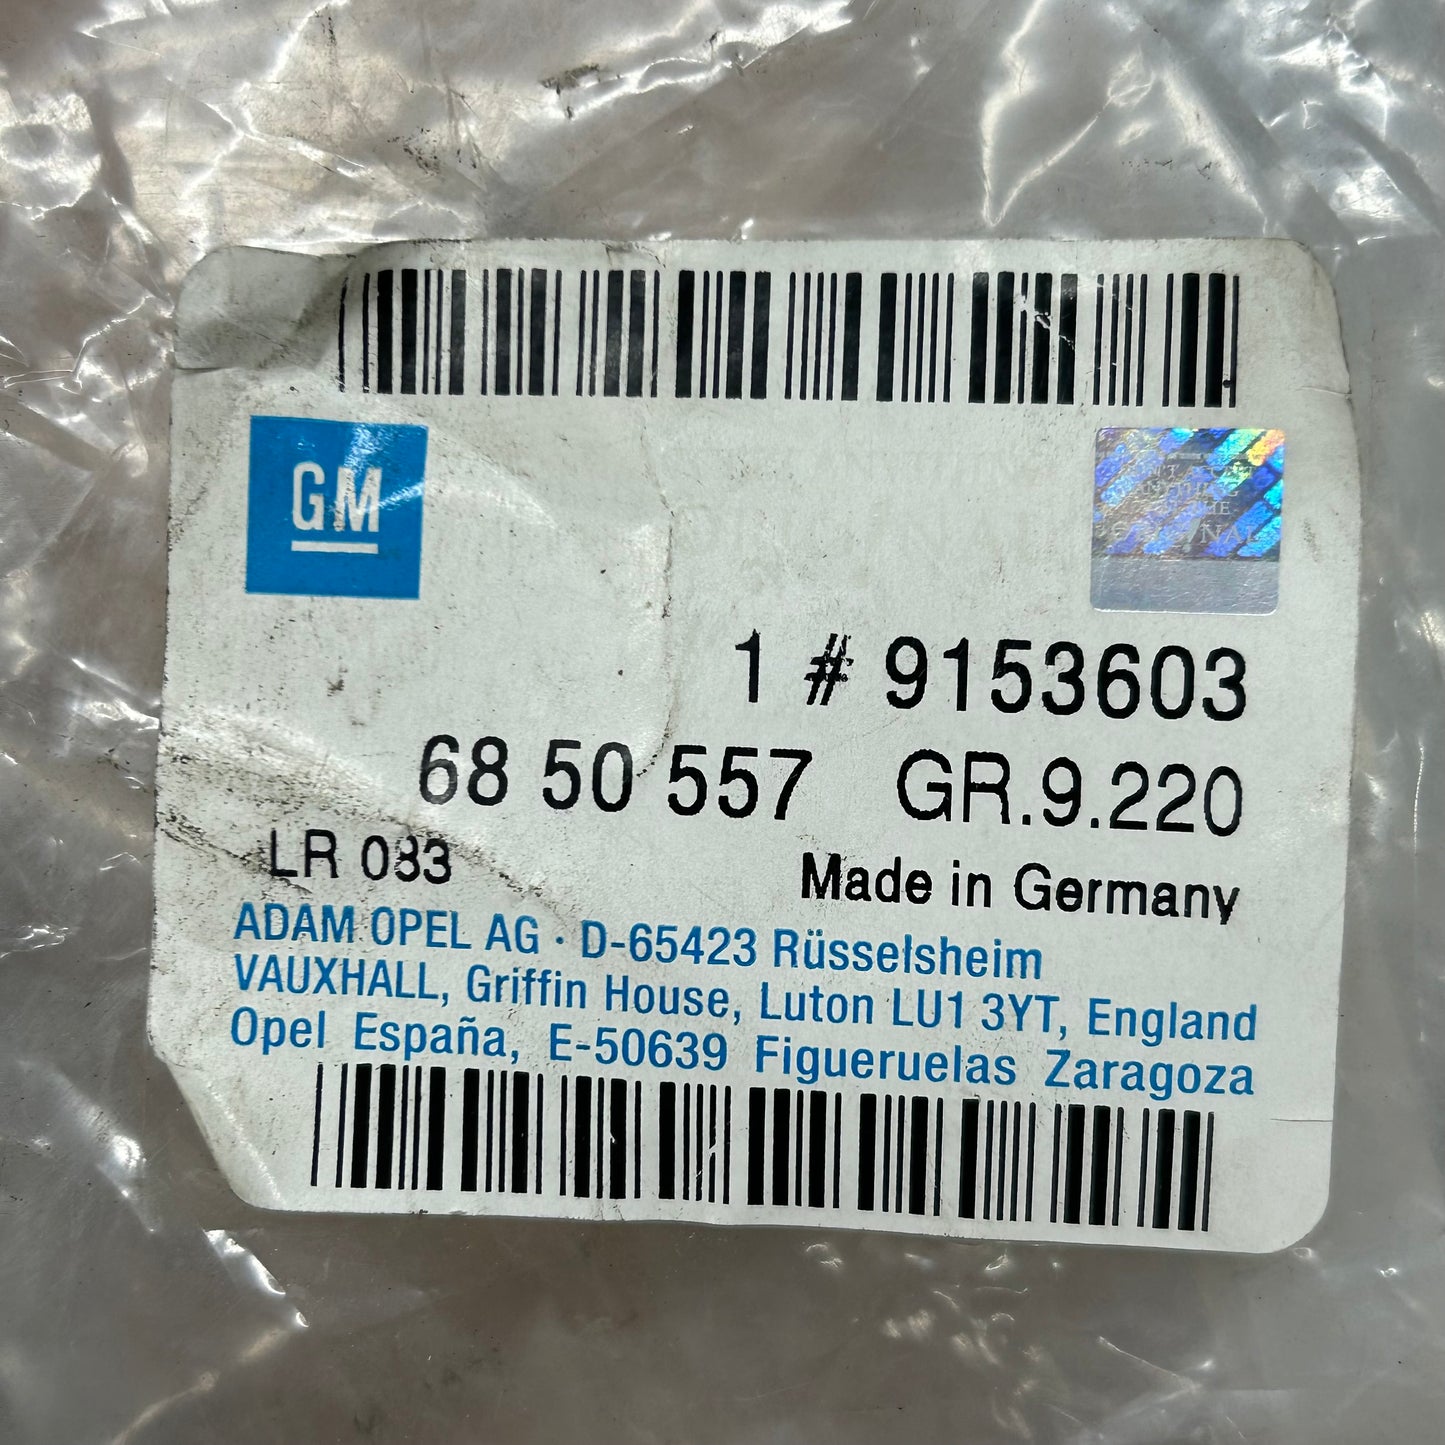 GM
ORIGINAL
1 # 9153603
68 50 557 GR.9.220
LR 083
Made in Germany
ADAM OPEL AG · D-65423 Rüsselsheim
VAUXHALL, Griffin House, Luton LU1 3YT, England
Opel España, E-50639 Figueruelas Zaragoza